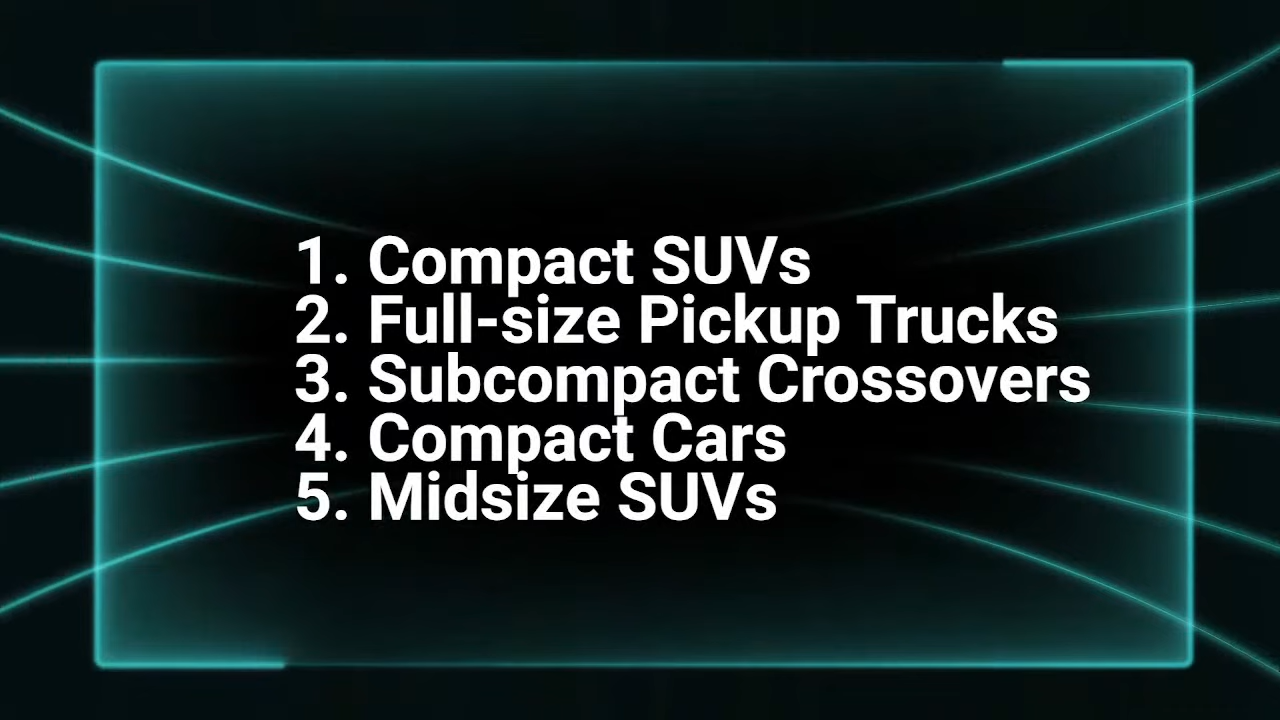 1. Compact SUVs
2. Full-size Pickup Trucks
3. Subcompact Crossovers
4. Compact Cars
5. Midsize SUVs